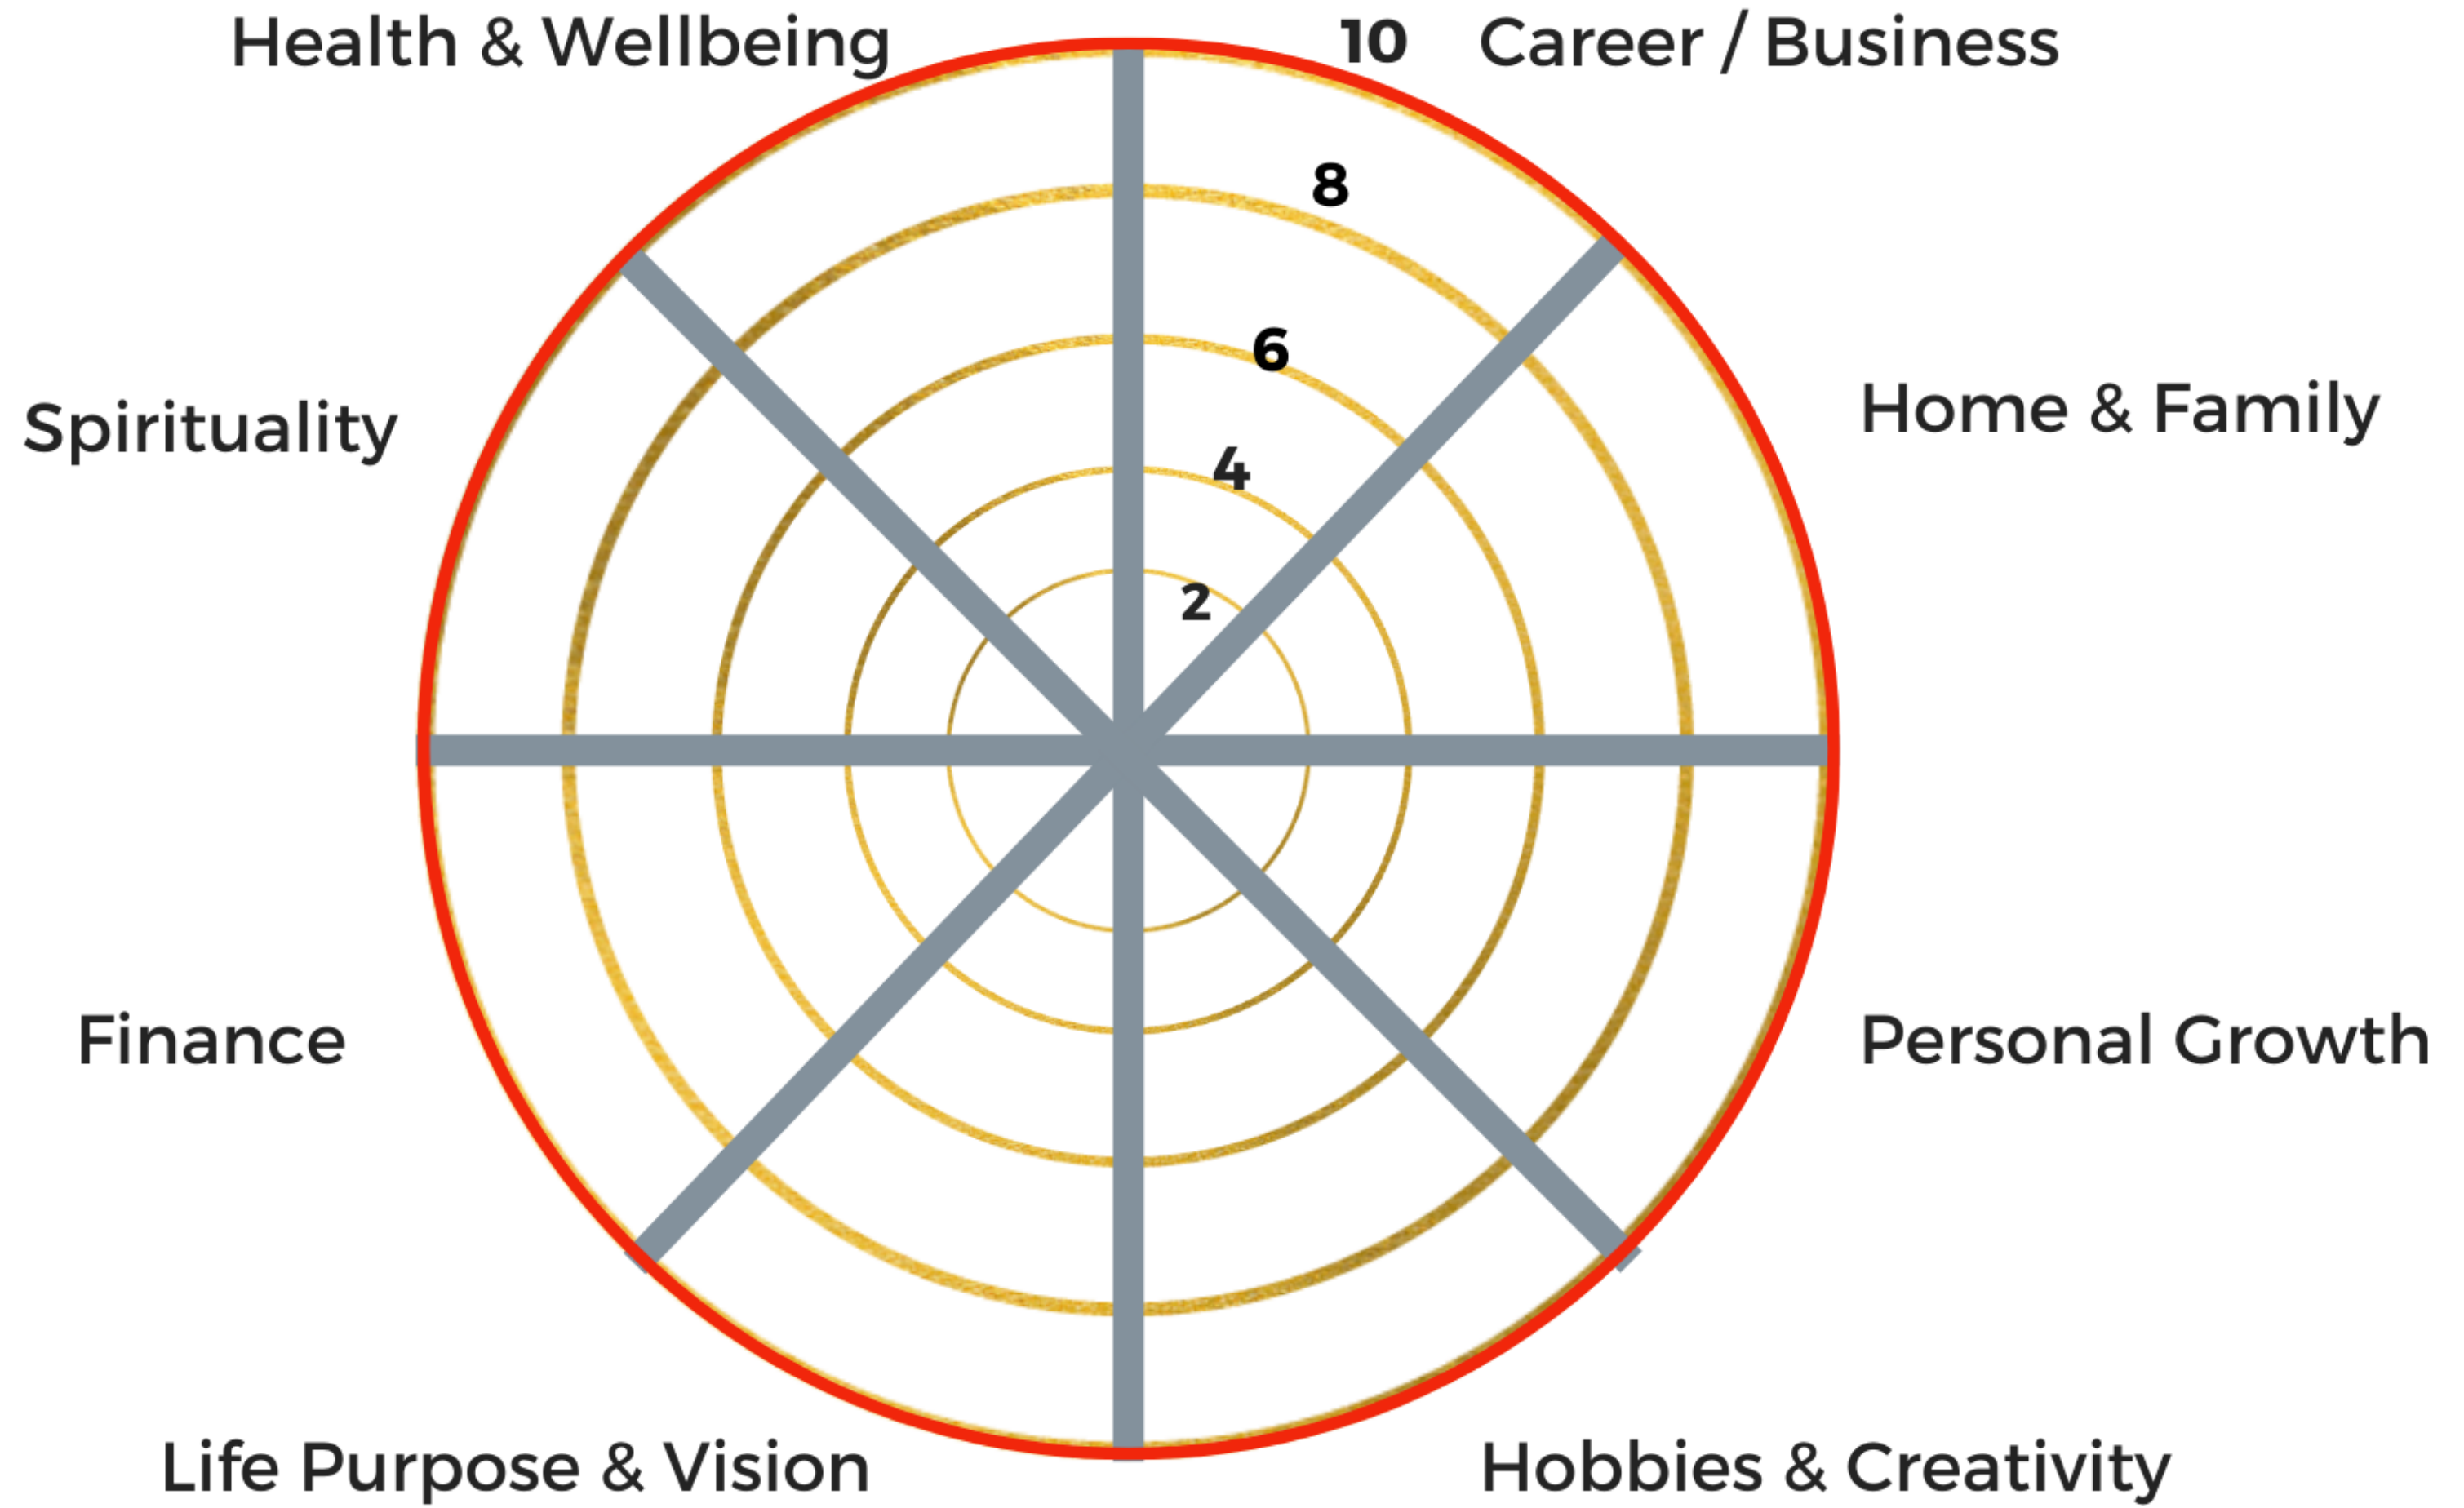 Health & Wellbeing
10
Career / Business
8
6
Spirituality
Home & Family
4
2
Finance
Personal Growth
Life Purpose & Vision
Hobbies & Creativity